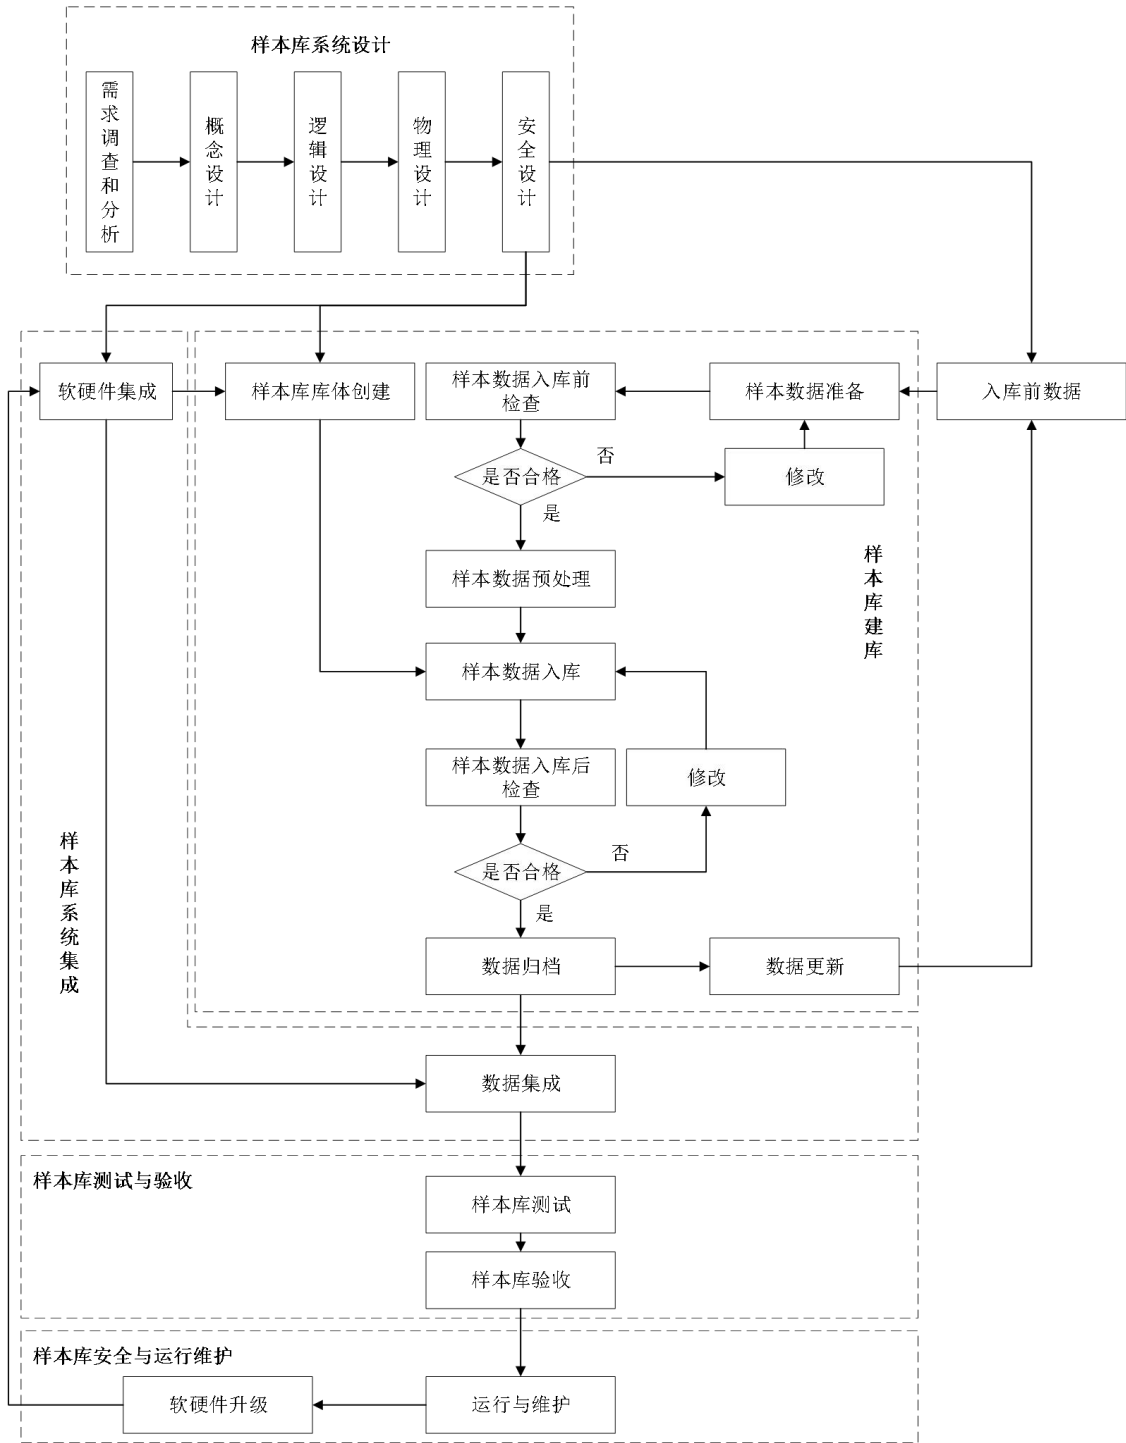 样本库系统设计
需求调查和分析
概念设计
逻辑设计
物理设计
安全设计
软硬件集成
样本库库体创建
样本数据入库前
检查
样本数据准备
入库前数据
是否合格
否
修改
是
样本数据预处理
样本库建库
样本数据入库
样本数据入库后
检查
修改
样本库系统集成
是否合格
否
是
数据归档
数据更新
数据集成
样本库测试与验收
样本库测试
样本库验收
样本库安全与运行维护
软硬件升级
运行与维护